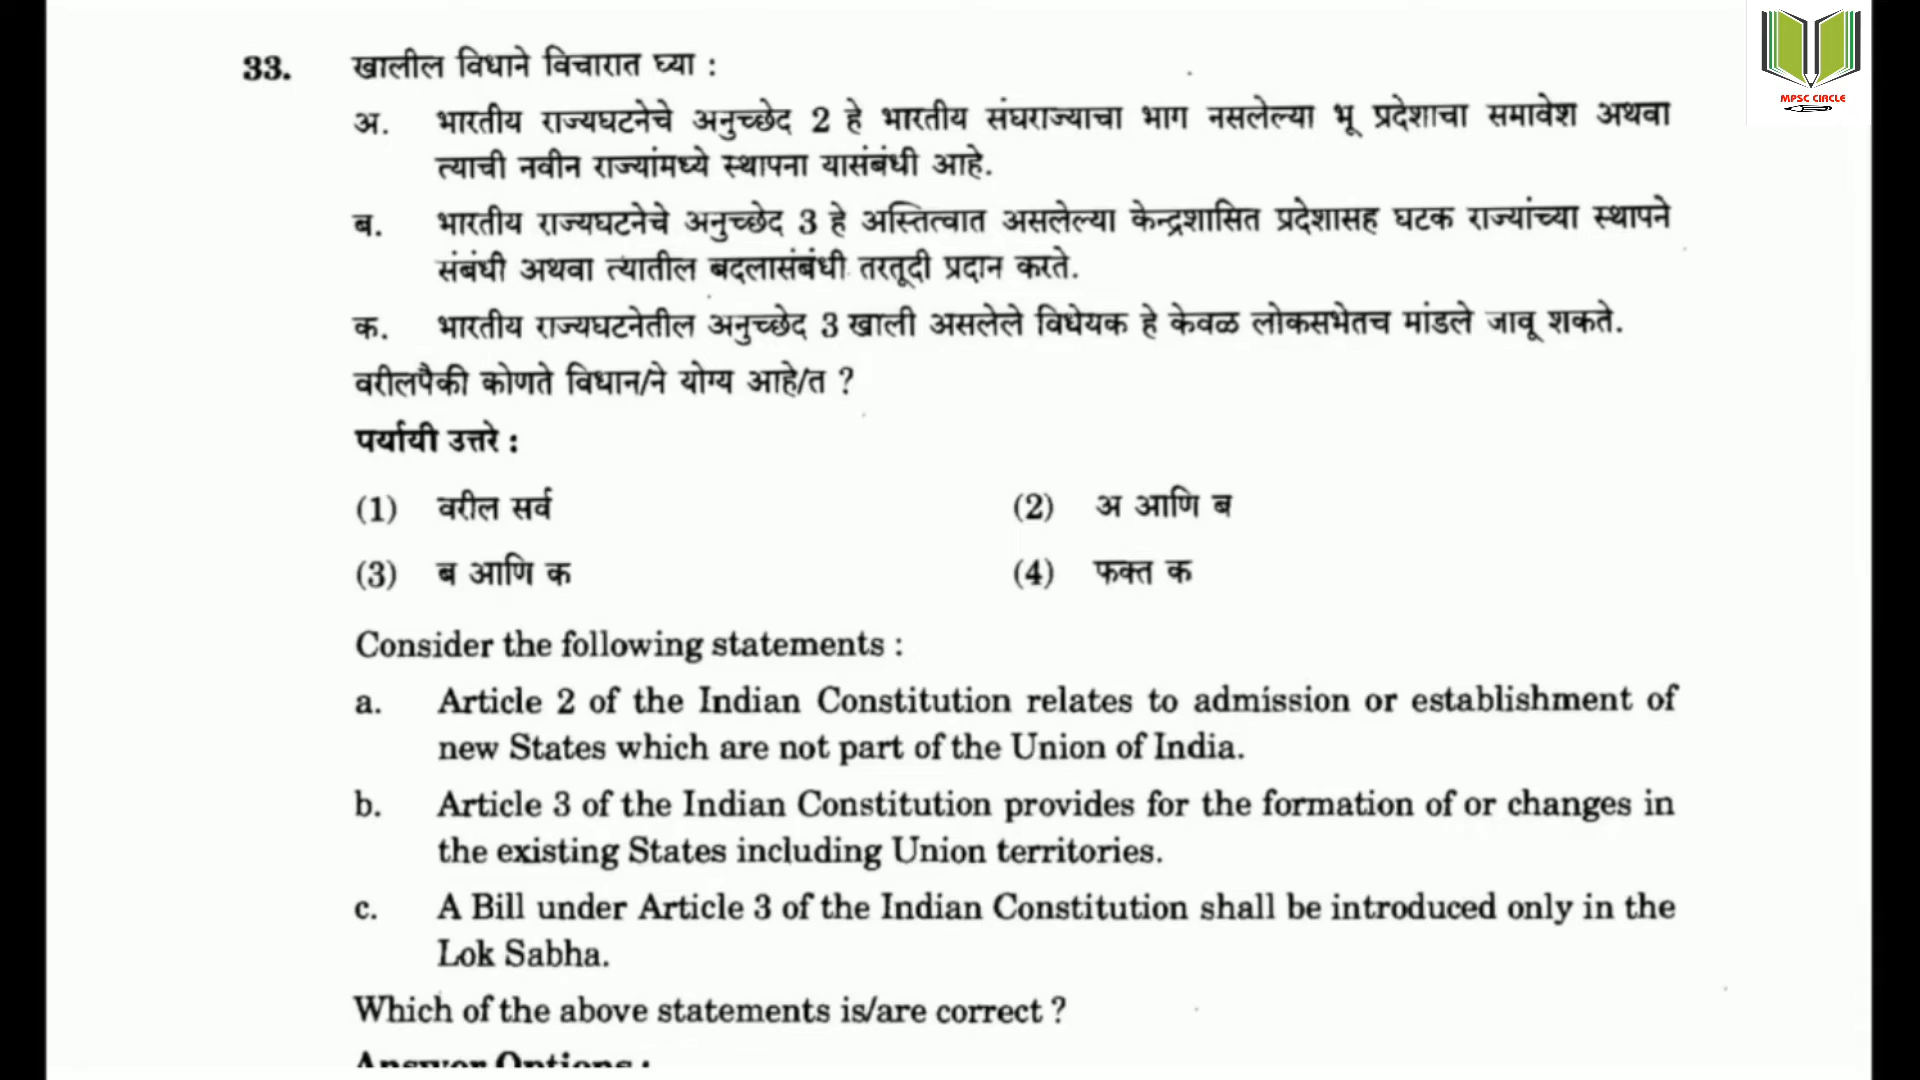 MPSC CIRCLE
33. खालील विधाने विचारात घ्या :
अ. भारतीय राज्यघटनेचे अनुच्छेद 2 हे भारतीय संघराज्याचा भाग नसलेल्या भू प्रदेशाचा समावेश अथवा
त्याची नवीन राज्यांमध्ये स्थापना यासंबंधी आहे.
ब. भारतीय राज्यघटनेचे अनुच्छेद 3 हे अस्तित्वात असलेल्या केन्द्रशासित प्रदेशासह घटक राज्यांच्या स्थापने
संबंधी अथवा त्यातील बदलासंबंधी तरतूदी प्रदान करते.
क. भारतीय राज्यघटनेतील अनुच्छेद 3 खाली असलेले विधेयक हे केवळ लोकसभेतच मांडले जावू शकते.
वरीलपैकी कोणते विधान/ने योग्य आहे/त ?
पर्यायी उत्तरे :
(1) वरील सर्व (2) अ आणि ब
(3) ब आणि क (4) फक्त क
Consider the following statements :
a. Article 2 of the Indian Constitution relates to admission or establishment of
new States which are not part of the Union of India.
b. Article 3 of the Indian Constitution provides for the formation of or changes in
the existing States including Union territories.
c. A Bill under Article 3 of the Indian Constitution shall be introduced only in the
Lok Sabha.
Which of the above statements is/are correct ?
Answer Options :